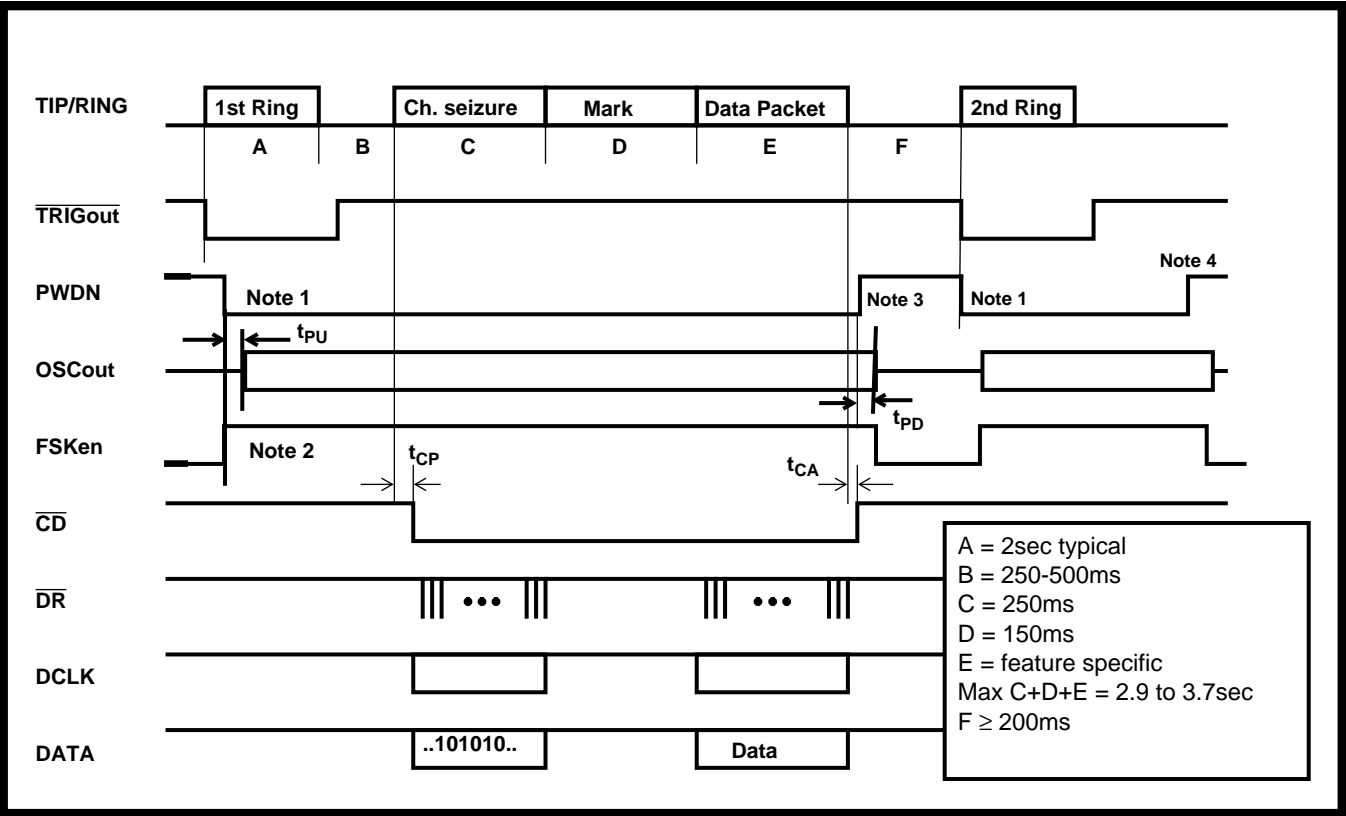 TIP/RING
1st Ring
Ch. seizure
Mark
Data Packet
2nd Ring
A
B
C
D
E
F
TRIGout
Note 4
PWDN
Note 1
Note 3
Note 1
tPU
OSCout
tPD
FSKen
Note 2
tCP
tCA
CD
A = 2sec typical
B = 250-500ms
C = 250ms
D = 150ms
E = feature specific
Max C+D+E = 2.9 to 3.7sec
F ≥ 200ms
DR
DCLK
DATA
..101010..
Data